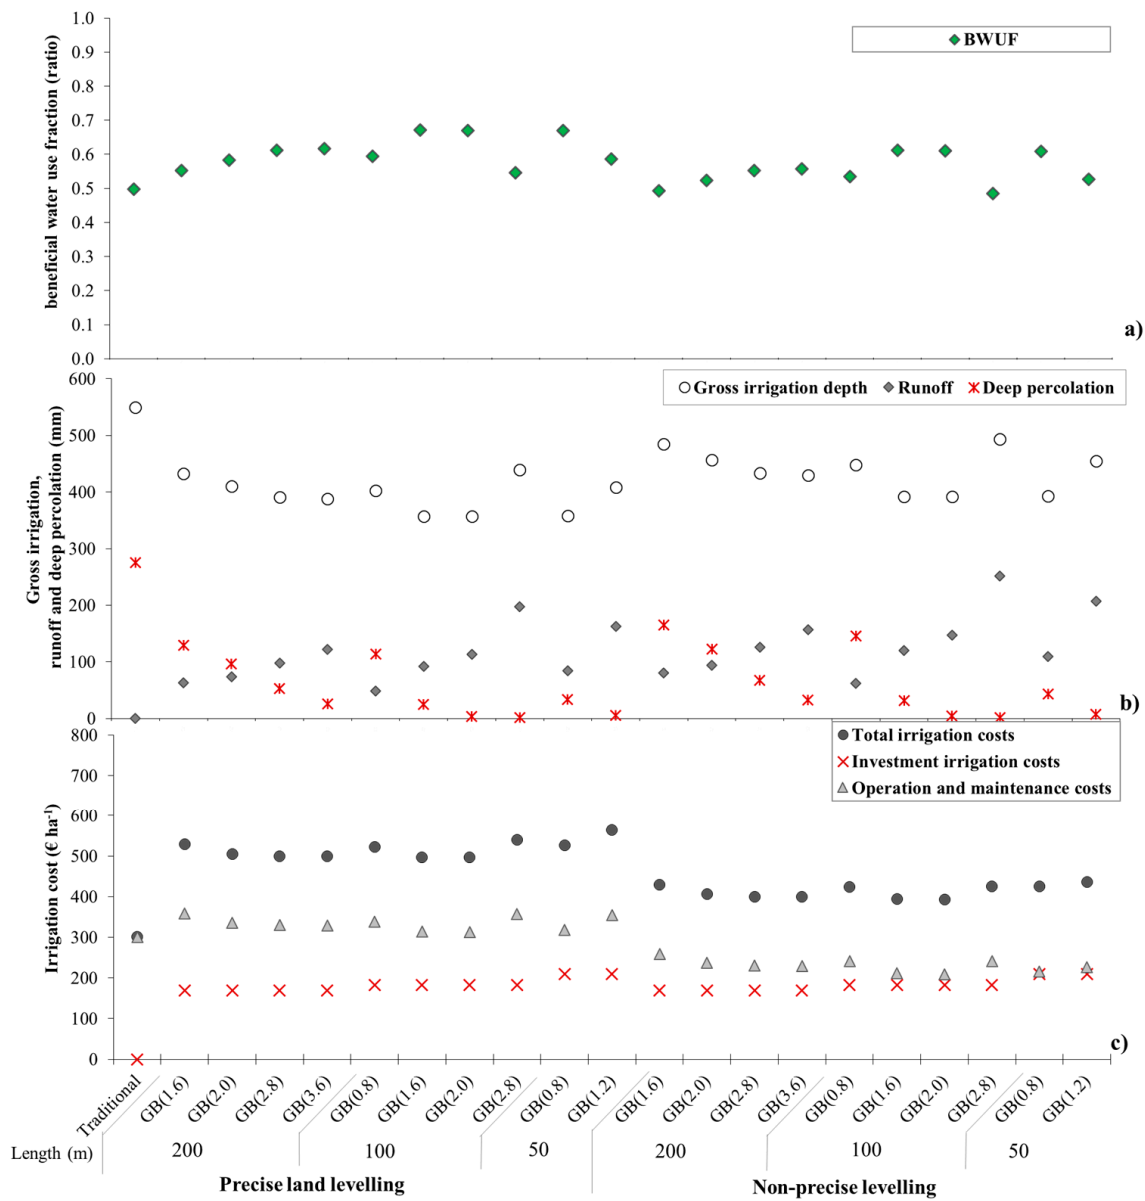 beneficial water use fraction (ratio)
1.0
0.9
0.8
0.7
0.6
0.5
0.4
0.3
0.2
0.1
0.0
BWUF
a)
Gross irrigation,
runoff and deep percolation (mm)
600
500
400
300
200
100
0
Gross irrigation depth Runoff Deep percolation
b)
Irrigation cost (€ ha-1)
800
700
600
500
400
300
200
100
0
Total irrigation costs
Investment irrigation costs
Operation and maintenance costs
c)
Traditional GB(1.6) GB(2.0) GB(2.8) GB(3.6) GB(0.8) GB(1.6) GB(2.0) GB(2.8) GB(0.8) GB(1.2) GB(1.6) GB(2.0) GB(2.8) GB(3.6) GB(0.8) GB(1.6) GB(2.0) GB(2.8) GB(0.8) GB(1.2)
Length (m) 200 100 50 200 100 50
Precise land levelling Non-precise levelling